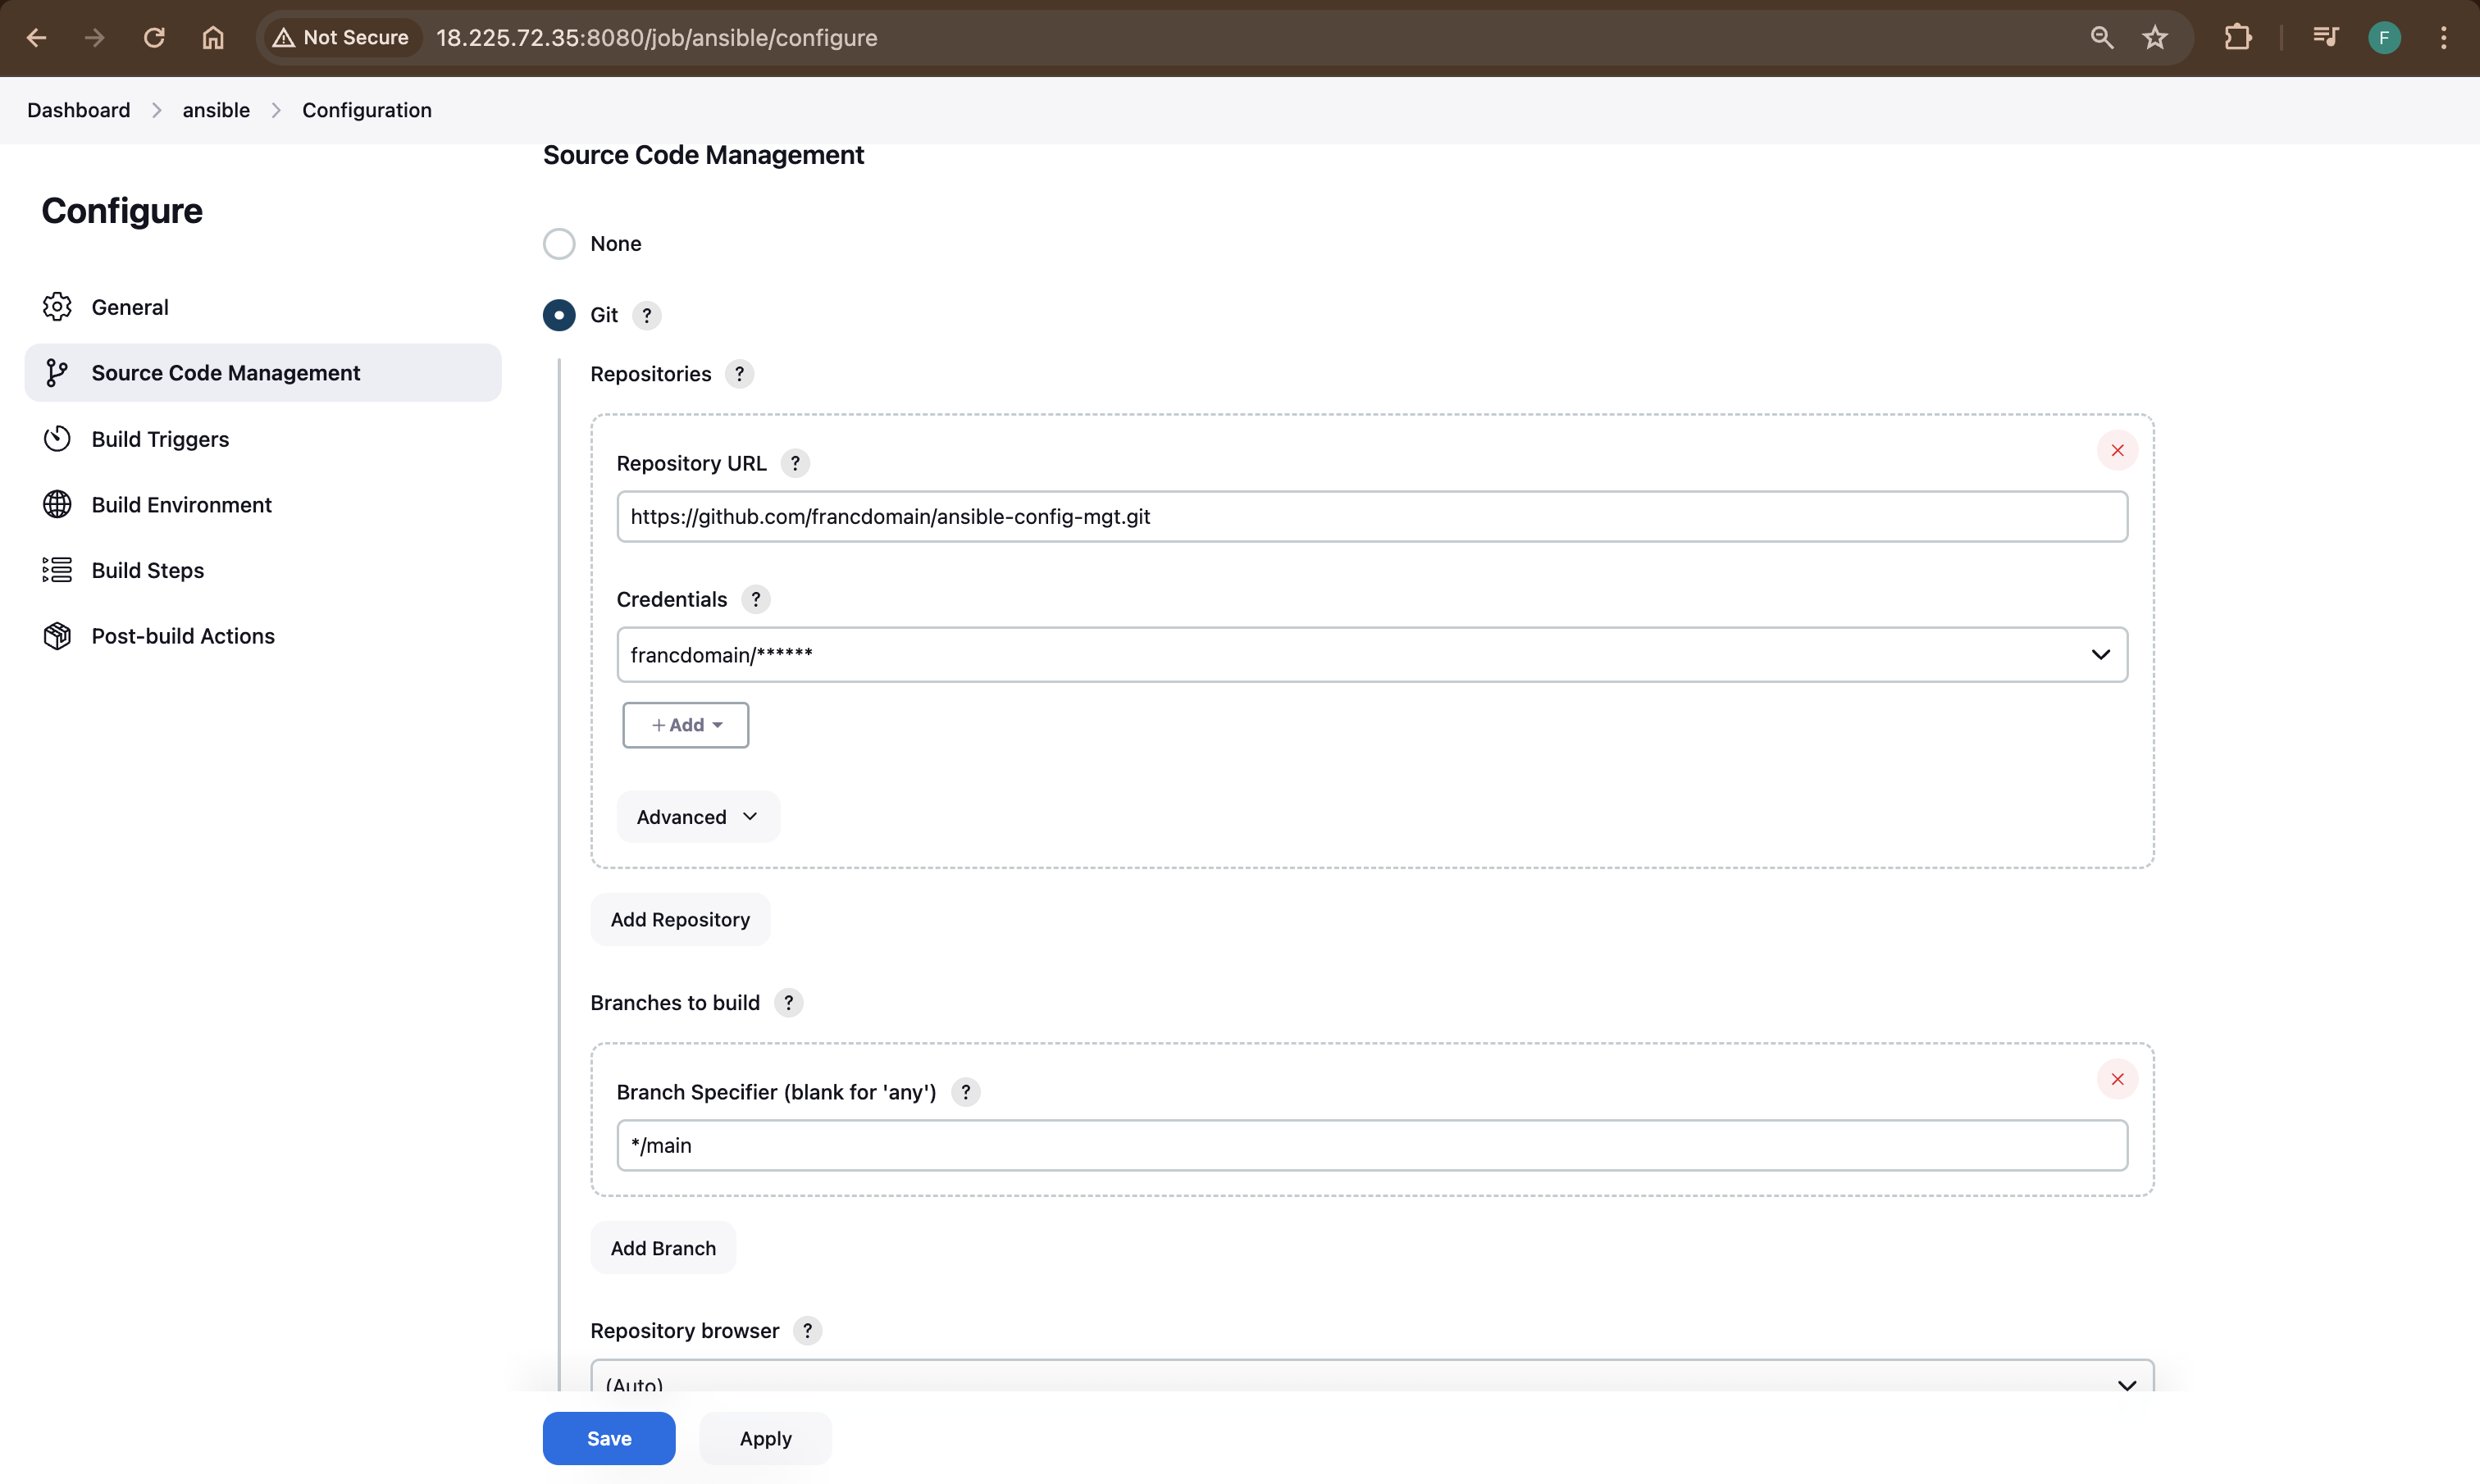 Not Secure 18.225.72.35:8080/job/ansible/configure F
Dashboard ansible Configuration
Source Code Management
Configure
None
General
Git ?
Source Code Management
Repositories ?
Build Triggers
Repository URL ?
Build Environment
https://github.com/francdomain/ansible-config-mgt.git
Build Steps
Credentials ?
Post-build Actions
francdomain/******
+ Add
Advanced
Add Repository
Branches to build ?
Branch Specifier (blank for 'any') ?
*/main
Add Branch
Repository browser ?
(Auto)
Save Apply